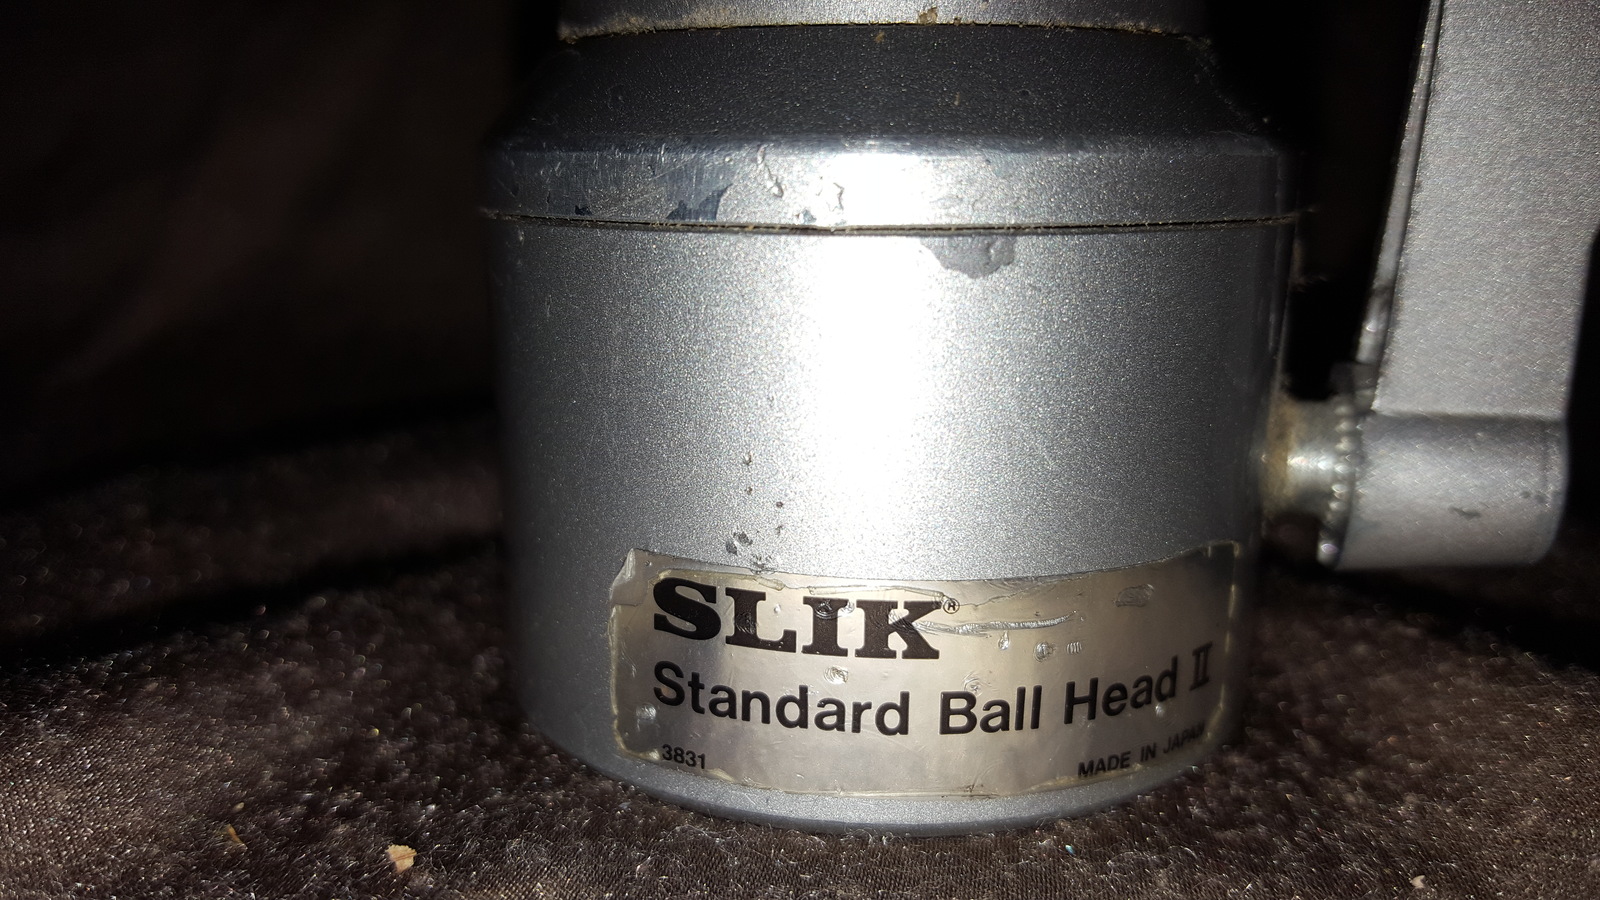 SLIK®
Standard Ball Head II
3831
MADE IN JAPAN